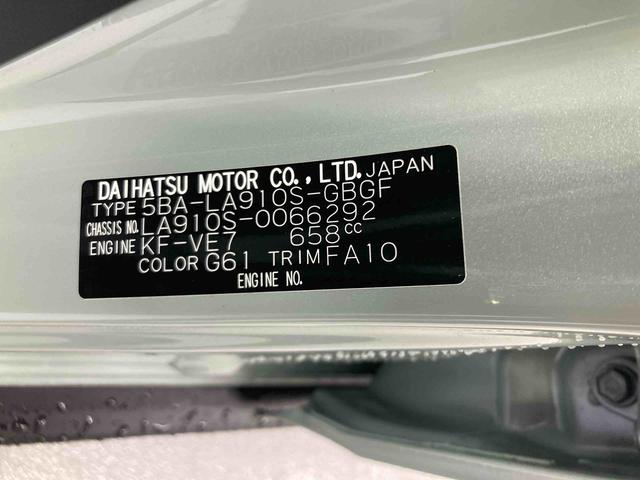 DAIHATSU MOTOR CO., LTD. JAPAN
TYPE 5BA-LA910S-GBGF
CHASSIS NO. LA910S-0066292
ENGINE KF-VE7 658cc
COLOR G61 TRIM FA10
ENGINE NO.